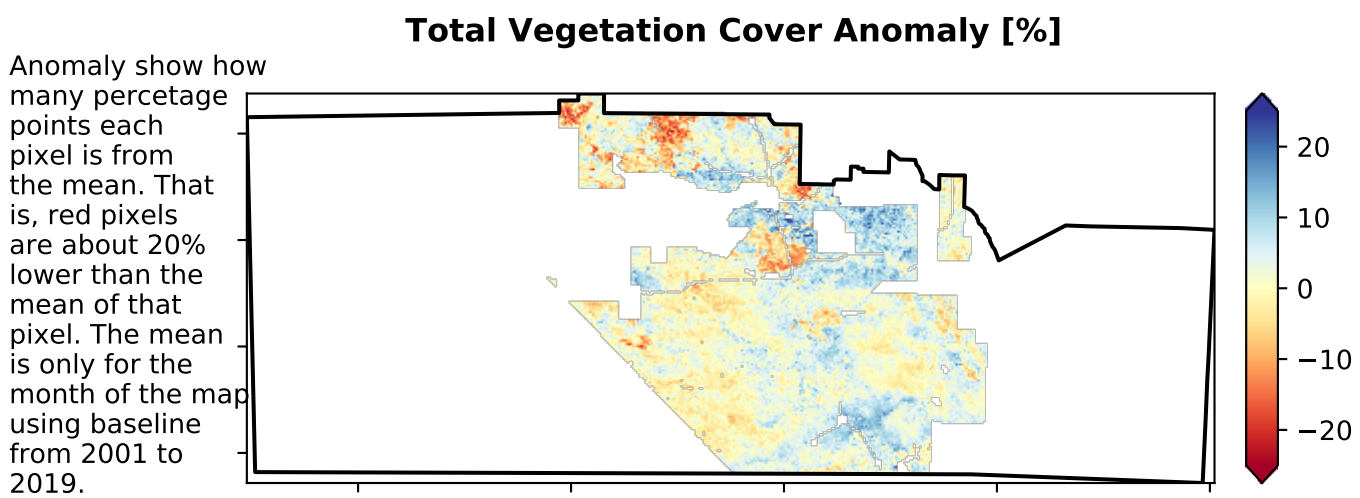 Total Vegetation Cover Anomaly [%]
Anomaly show how
many percetage
points each
pixel is from
the mean. That
is, red pixels
are about 20%
lower than the
mean of that
pixel. The mean
is only for the
month of the map
using baseline
from 2001 to
2019.
20
10
0
−10
−20